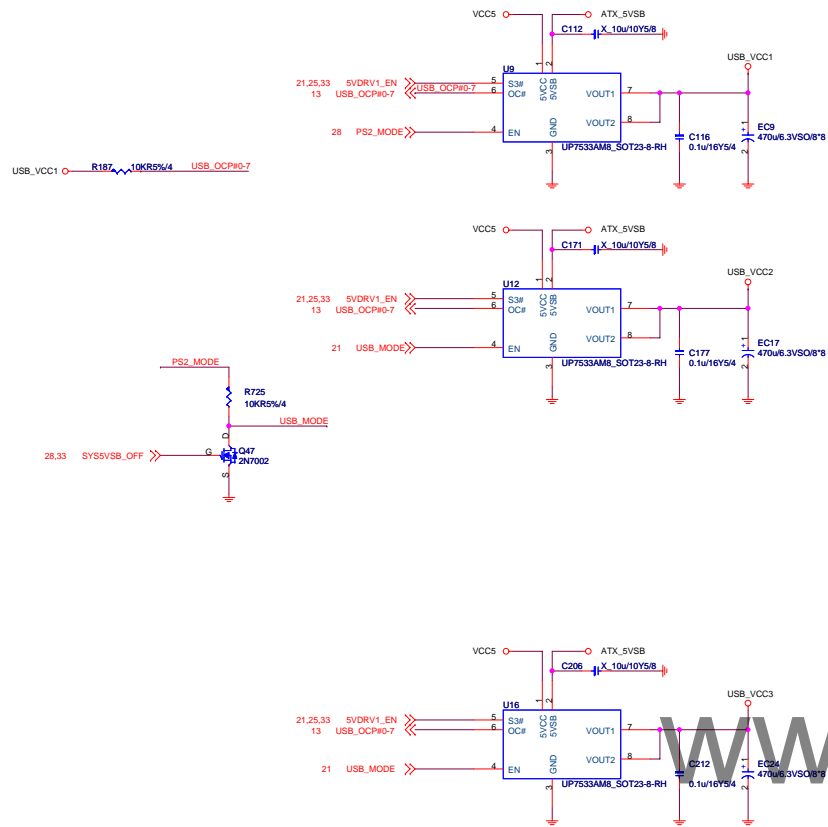 VCC5 ATX_5VSB
C112 X_10u/10Y5/8
USB_VCC1
U9
1 2
21,25,33 5VDRV1_EN 5 S3# 5VCC 5VSB VOUT1 7
13 USB_OCP#0-7 USB_OCP#0-7 6 OC#
VOUT2 8
28 PS2_MODE 4 EN GND
3
UP7533AM8_SOT23-8-RH
C116
0.1u/16Y5/4
1 + 2
EC9
470u/6.3VSO/8*8
USB_VCC1 R187 10KR5%/4 USB_OCP#0-7
VCC5 ATX_5VSB
C171 X_10u/10Y5/8
USB_VCC2
U12
1 2
21,25,33 5VDRV1_EN 5 S3# 5VCC 5VSB VOUT1 7
13 USB_OCP#0-7 6 OC#
VOUT2 8
21 USB_MODE 4 EN GND
3
UP7533AM8_SOT23-8-RH
C177
0.1u/16Y5/4
1 + 2
EC17
470u/6.3VSO/8*8
PS2_MODE
R725
10KR5%/4
USB_MODE
28,33 SYS5VSB_OFF G D S
Q47
2N7002
VCC5 ATX_5VSB
C206 X_10u/10Y5/8
USB_VCC3
U16
1 2
21,25,33 5VDRV1_EN 5 S3# 5VCC 5VSB VOUT1 7
13 USB_OCP#0-7 6 OC#
VOUT2 8
21 USB_MODE 4 EN GND
3
UP7533AM8_SOT23-8-RH
C212
0.1u/16Y5/4
1 + 2
EC24
470u/6.3VSO/8*8
WW